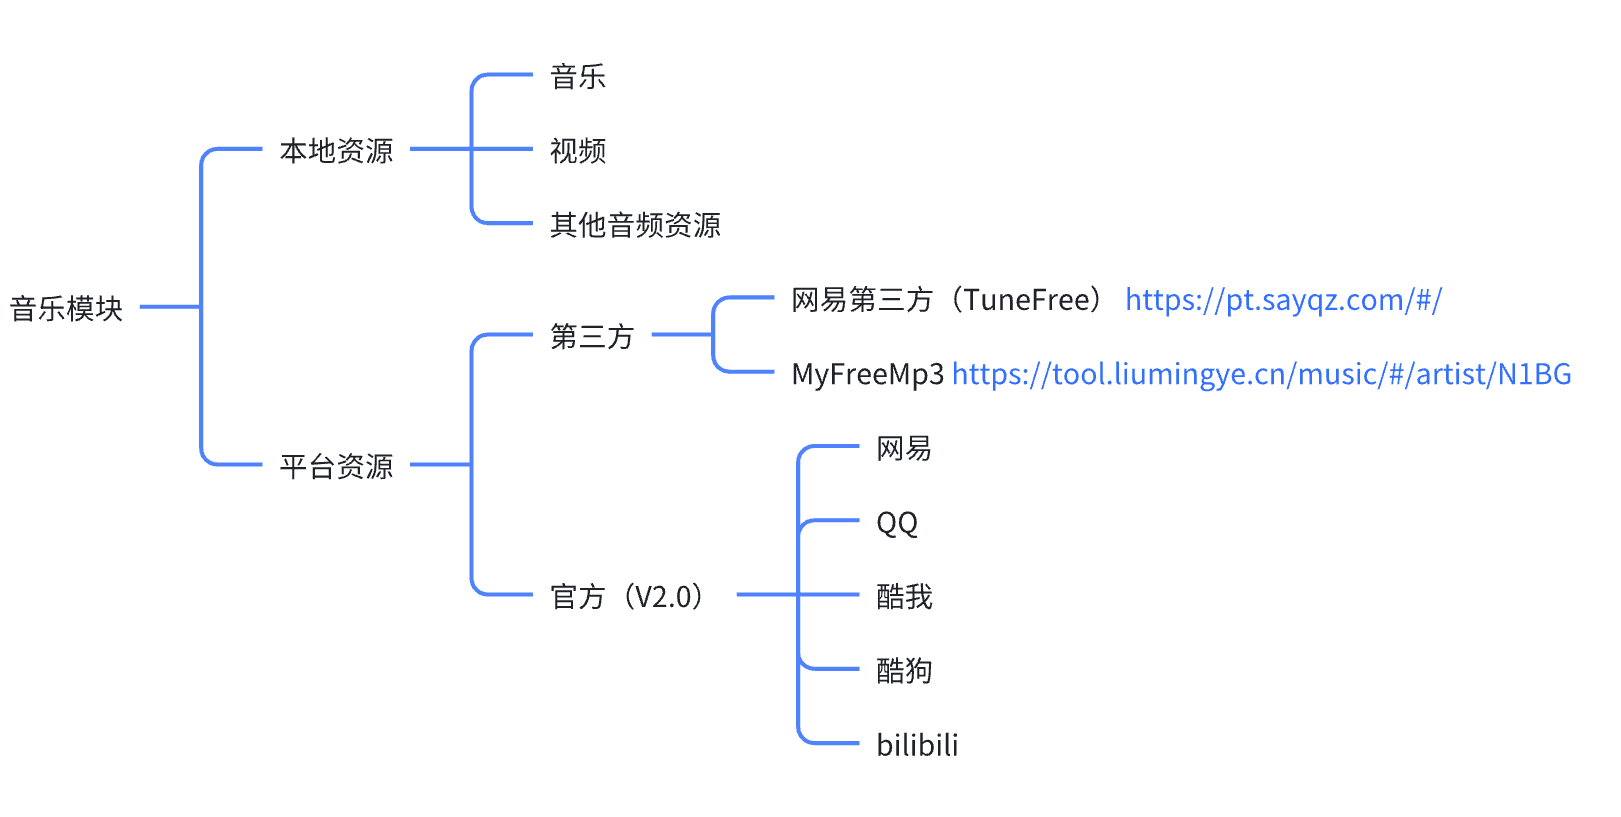 音乐模块
本地资源
音乐
视频
其他音频资源
平台资源
第三方
网易第三方（TuneFree） https://pt.sayqz.com/#/
MyFreeMp3 https://tool.liumingye.cn/music/#/artist/N1BG
官方（V2.0）
网易
QQ
酷我
酷狗
bilibili